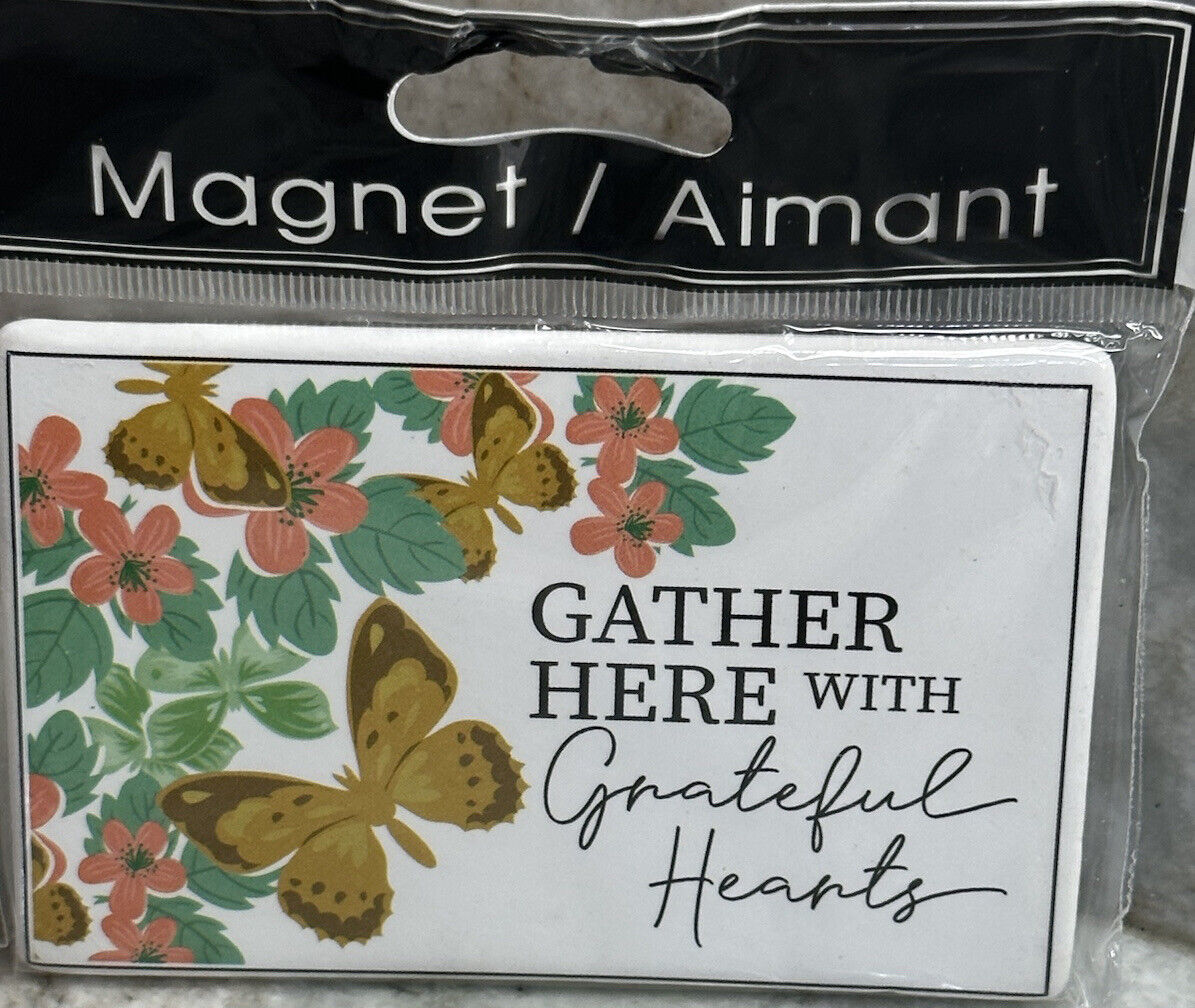 Magnet / Aimant
GATHER
HERE WITH
Grateful
Hearts